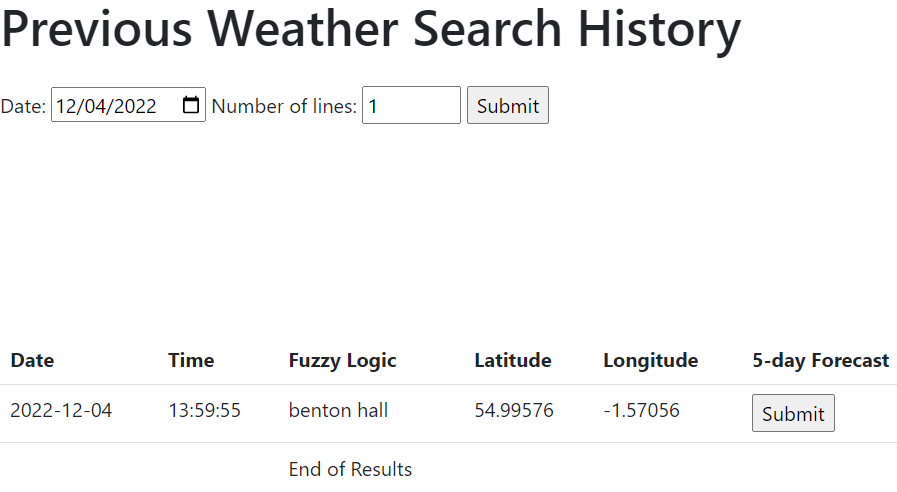 Previous Weather Search History
Date: 12/04/2022 Number of lines: 1 Submit
Date Time Fuzzy Logic Latitude Longitude 5-day Forecast
2022-12-04 13:59:55 benton hall 54.99576 -1.57056 Submit
End of Results